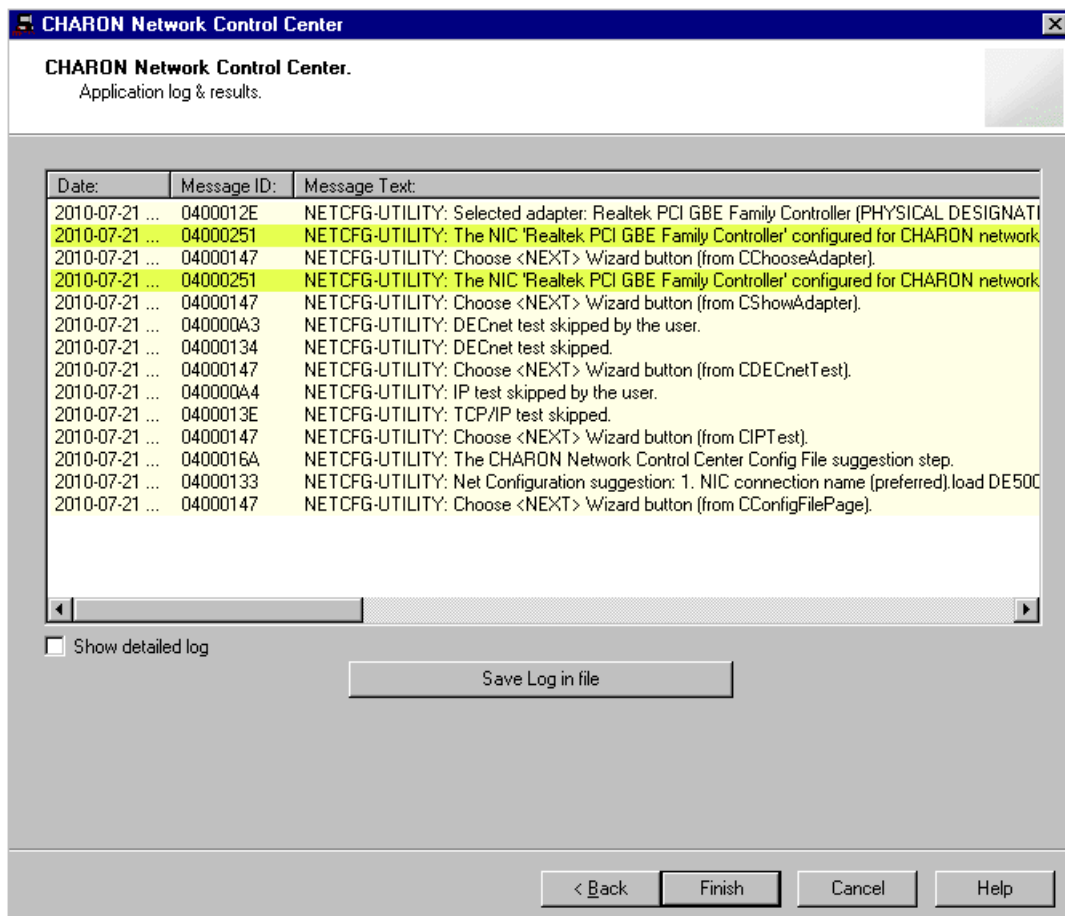 CHARON Network Control Center
CHARON Network Control Center.
Application log & results.
Date: Message ID: Message Text:
2010-07-21 ... 0400012E NETCFG-UTILITY: Selected adapter: Realtek PCI GBE Family Controller (PHYSICAL DESIGNATI
2010-07-21 ... 04000251 NETCFG-UTILITY: The NIC 'Realtek PCI GBE Family Controller' configured for CHARON network
2010-07-21 ... 04000147 NETCFG-UTILITY: Choose <NEXT> Wizard button (from CChooseAdapter).
2010-07-21 ... 04000251 NETCFG-UTILITY: The NIC 'Realtek PCI GBE Family Controller' configured for CHARON network
2010-07-21 ... 04000147 NETCFG-UTILITY: Choose <NEXT> Wizard button (from CShowAdapter).
2010-07-21 ... 040000A3 NETCFG-UTILITY: DECnet test skipped by the user.
2010-07-21 ... 04000134 NETCFG-UTILITY: DECnet test skipped.
2010-07-21 ... 04000147 NETCFG-UTILITY: Choose <NEXT> Wizard button (from CDECnetTest).
2010-07-21 ... 040000A4 NETCFG-UTILITY: IP test skipped by the user.
2010-07-21 ... 0400013E NETCFG-UTILITY: TCP/IP test skipped.
2010-07-21 ... 04000147 NETCFG-UTILITY: Choose <NEXT> Wizard button (from CIPTest).
2010-07-21 ... 0400016A NETCFG-UTILITY: The CHARON Network Control Center Config File suggestion step.
2010-07-21 ... 04000133 NETCFG-UTILITY: Net Configuration suggestion: 1. NIC connection name (preferred).load DE500
2010-07-21 ... 04000147 NETCFG-UTILITY: Choose <NEXT> Wizard button (from CConfigFilePage).
Show detailed log
Save Log in file
< Back Finish Cancel Help